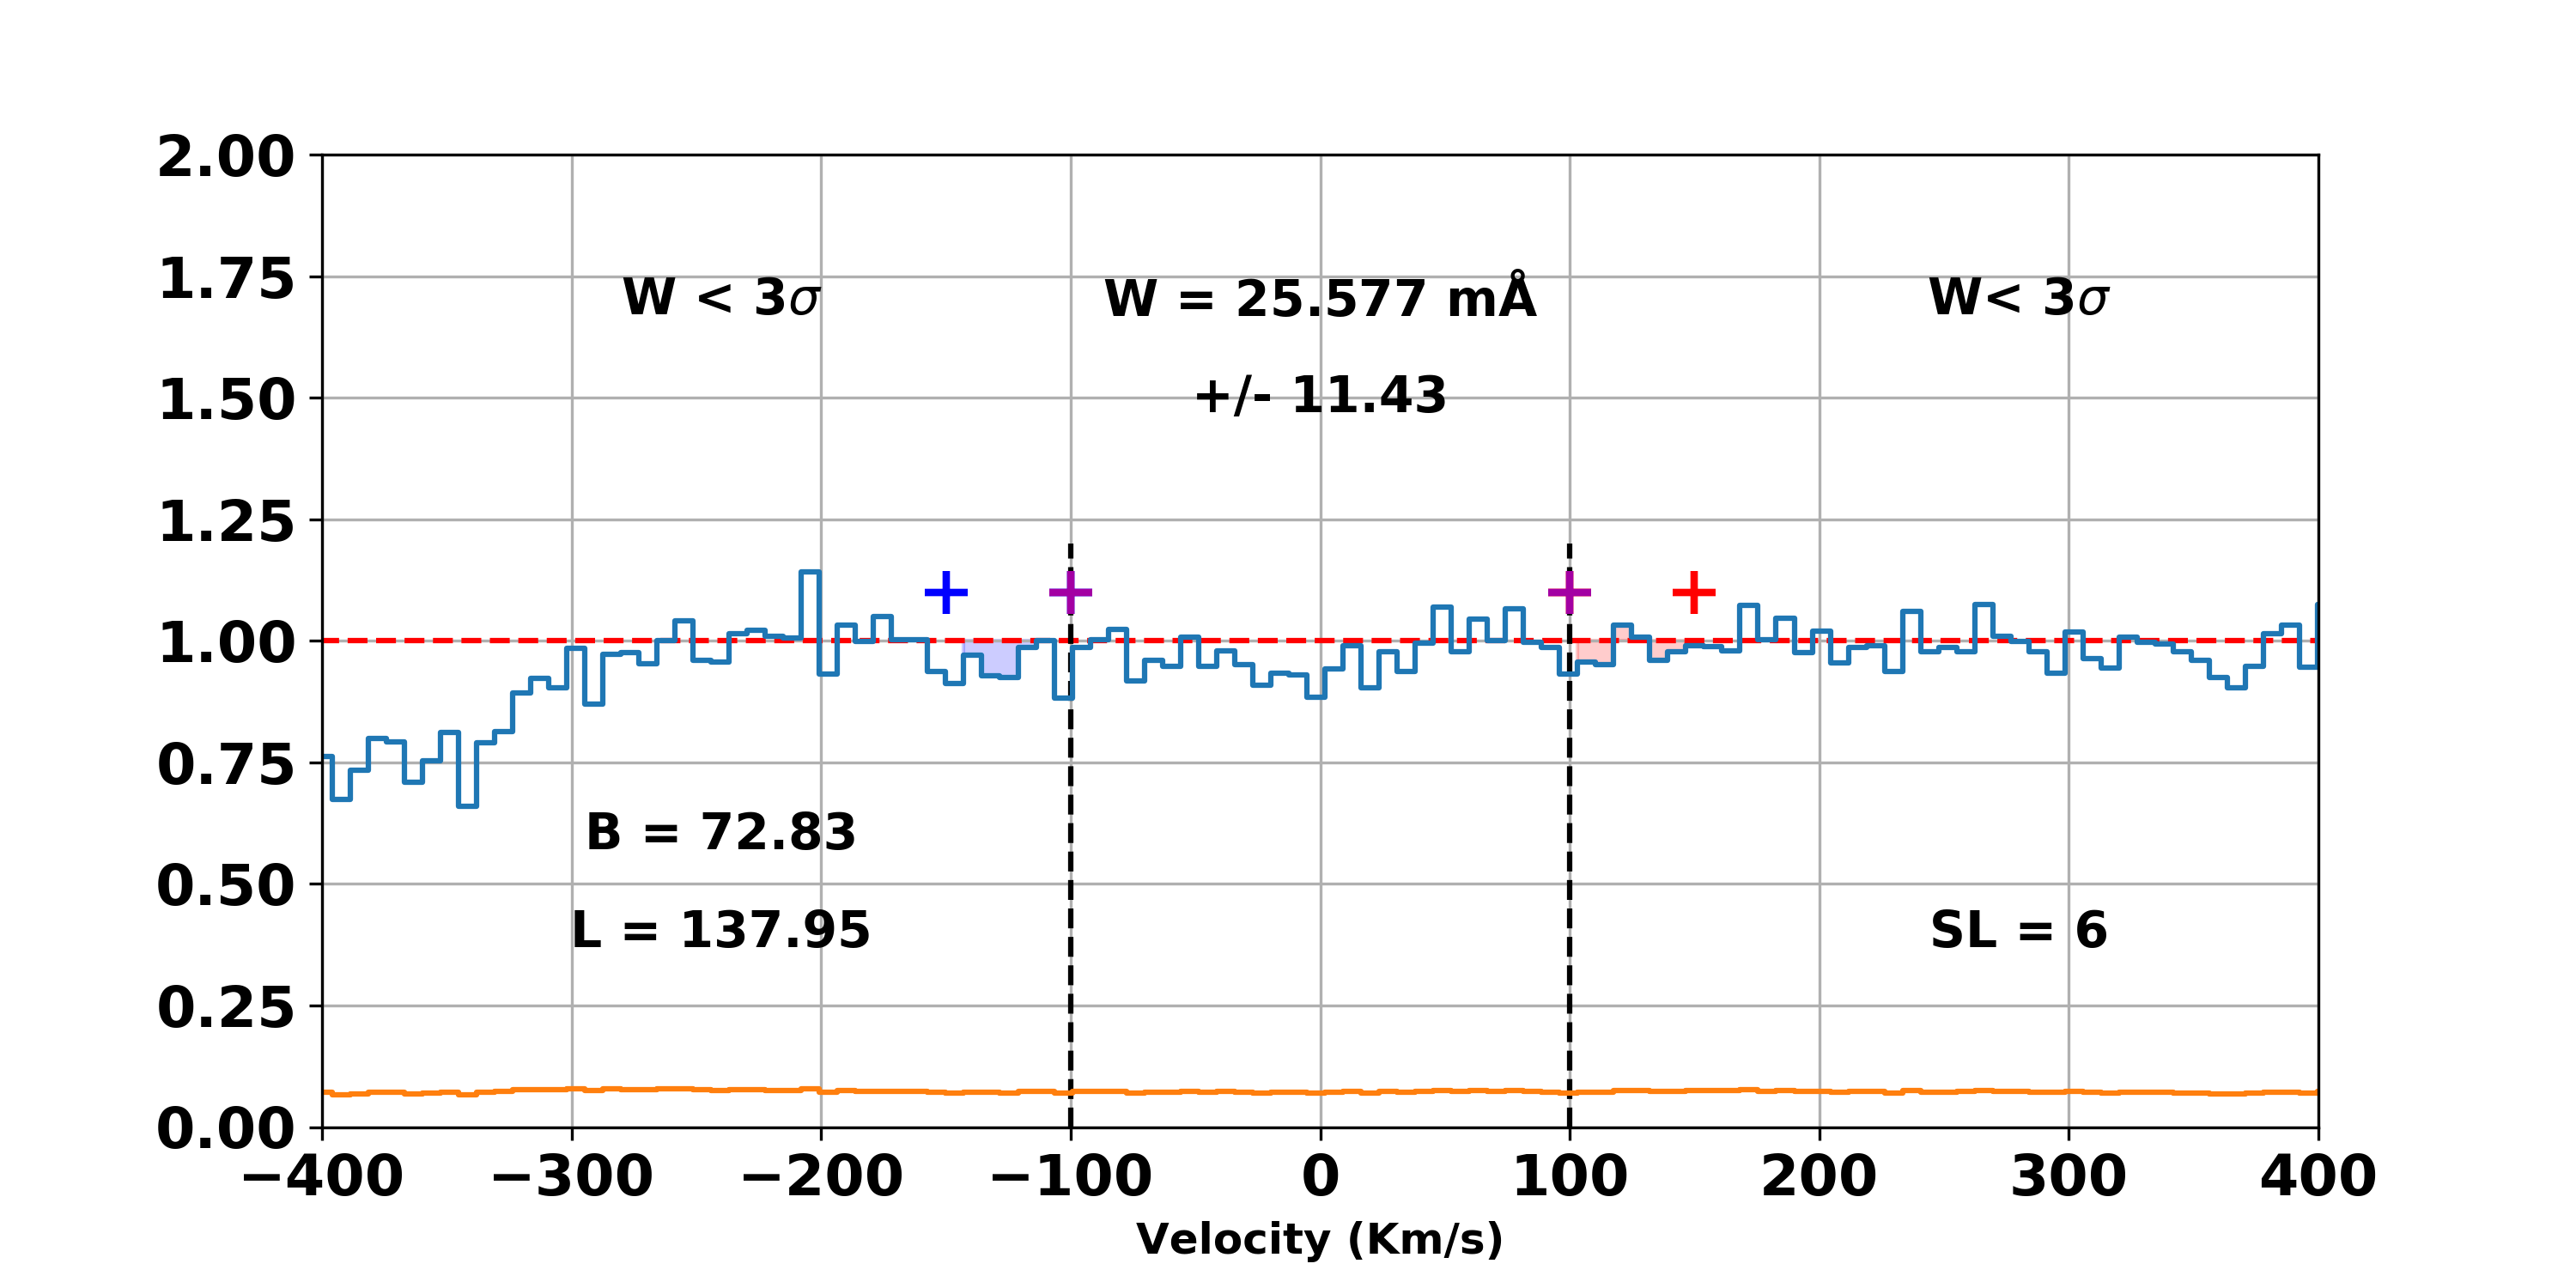 2.00
1.75
1.50
1.25
1.00
0.75
0.50
0.25
0.00
W < 3σ
W = 25.577 mÅ
+/- 11.43
W< 3σ
B = 72.83
L = 137.95
SL = 6
−400 −300 −200 −100 0 100 200 300 400
Velocity (Km/s)